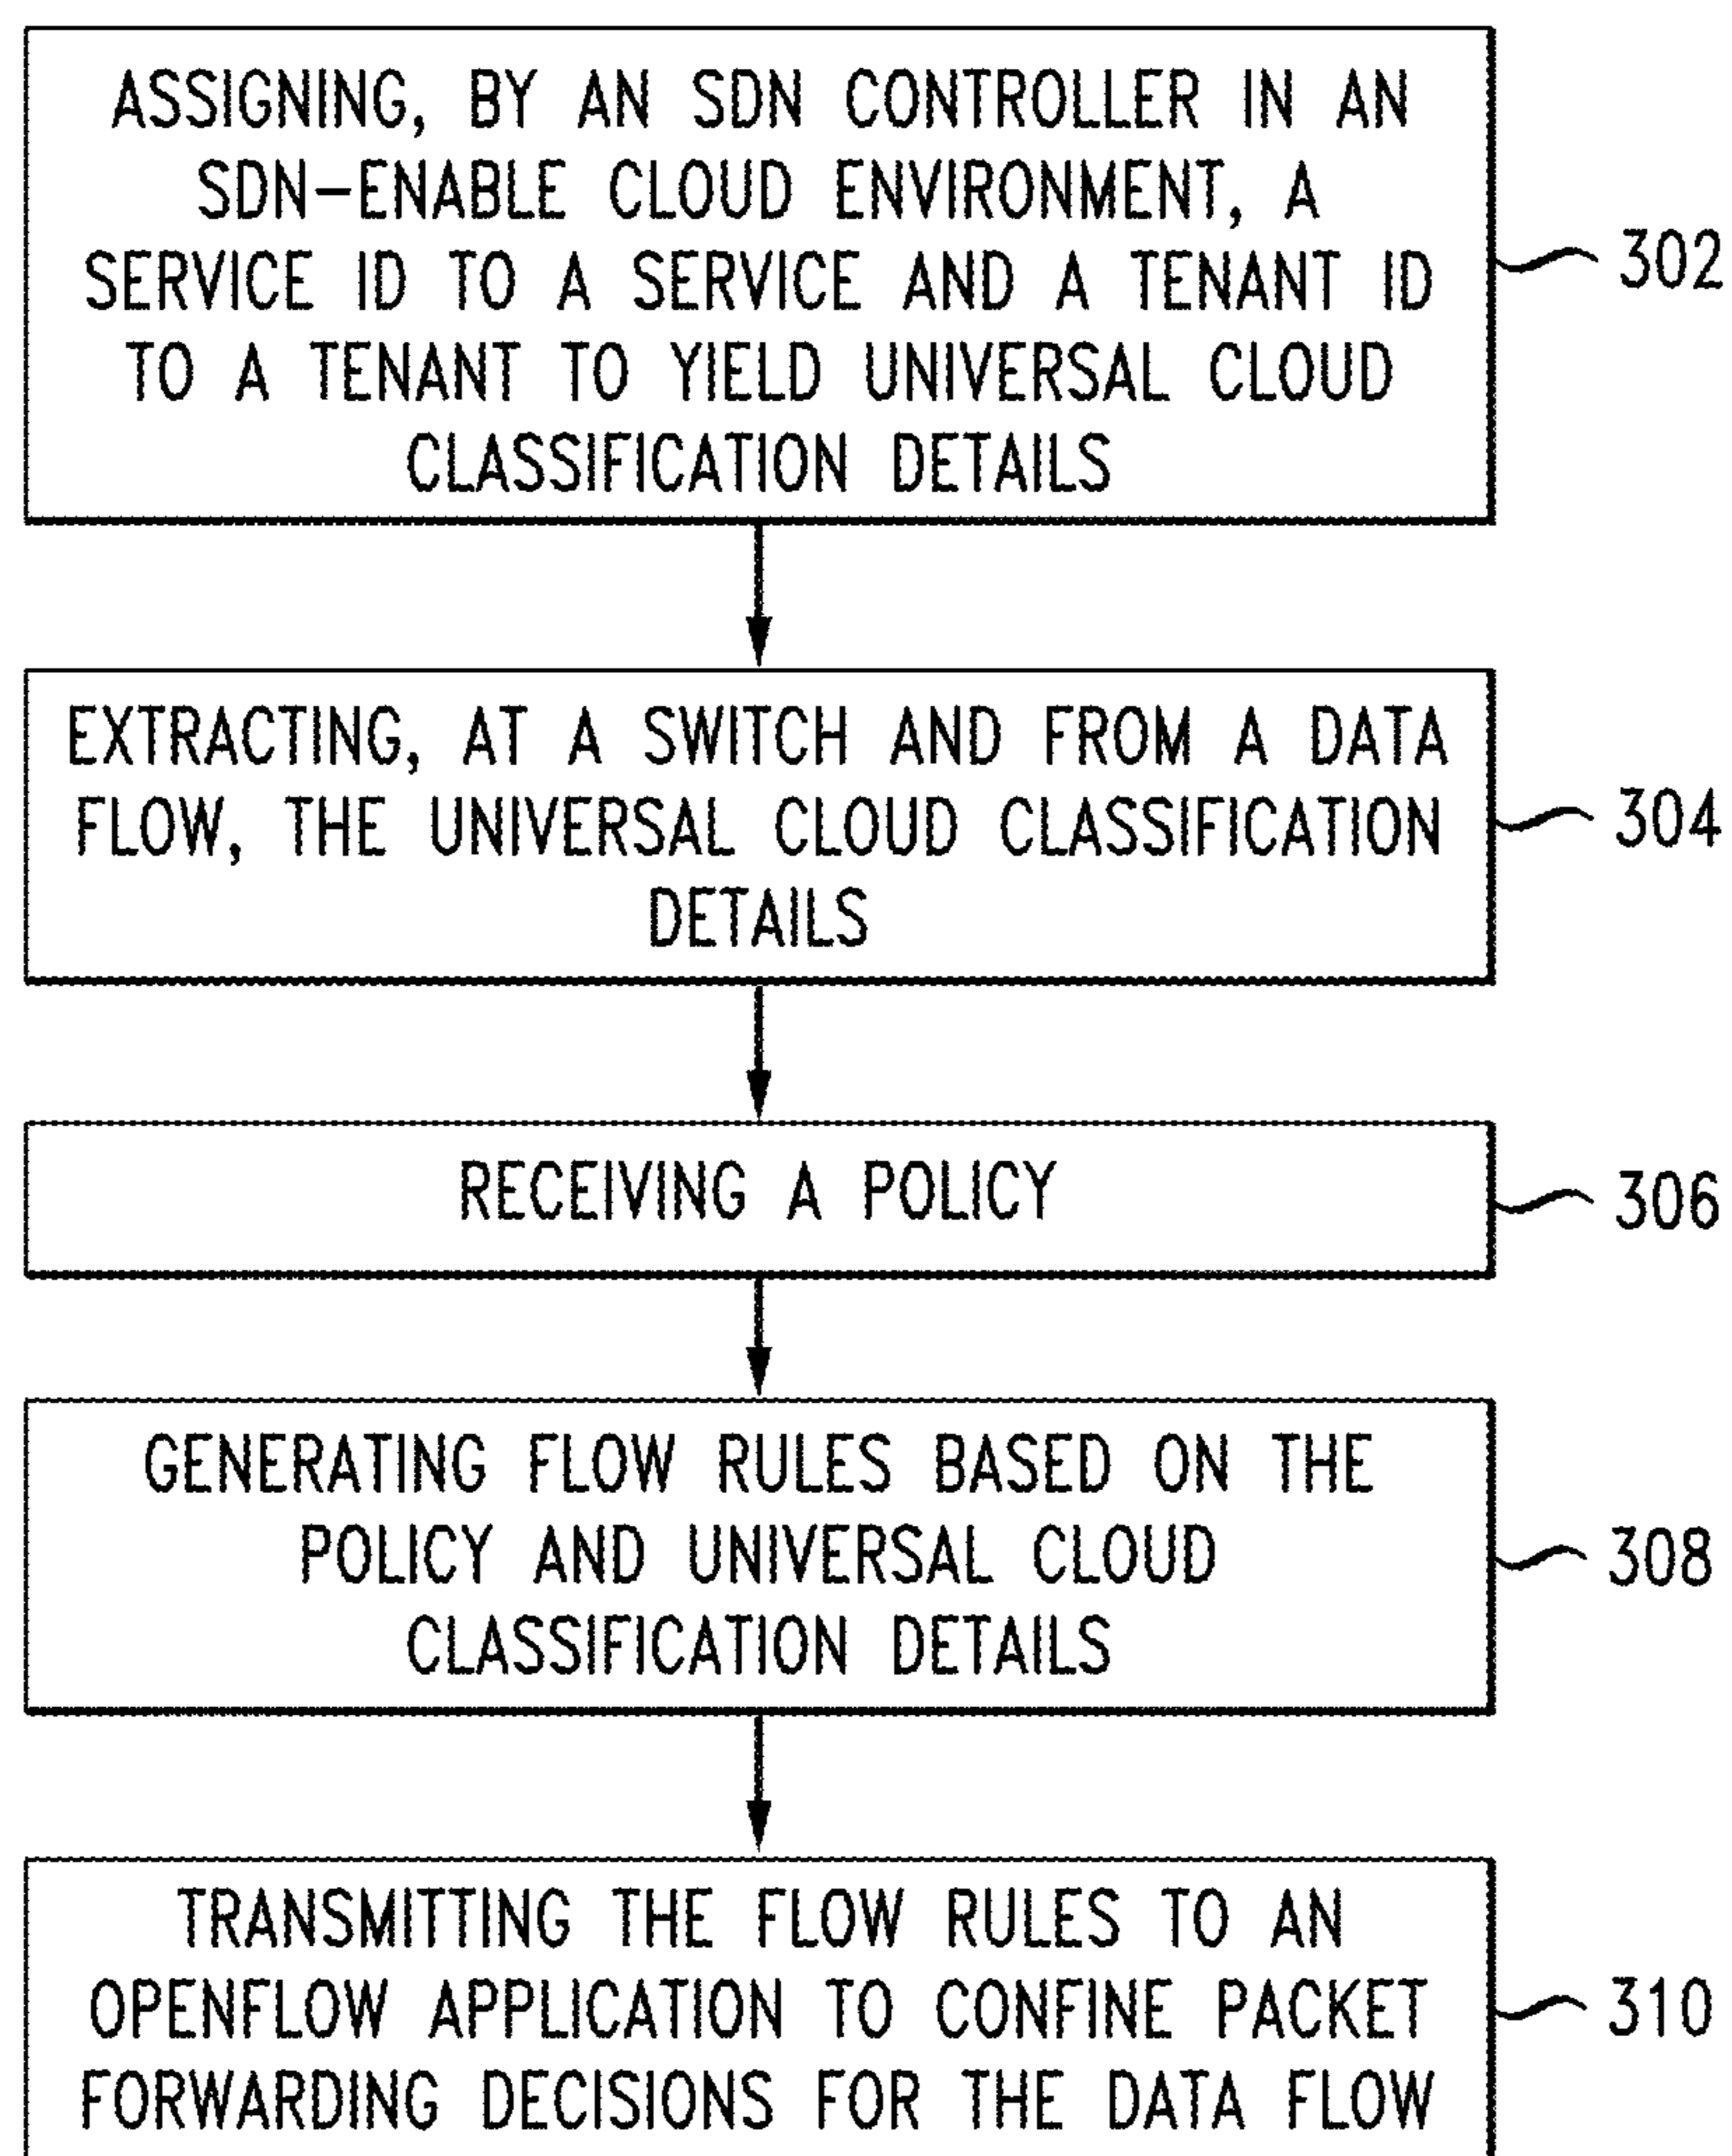 ASSIGNING, BY AN SDN CONTROLLER IN AN
SDN-ENABLE CLOUD ENVIRONMENT, A
SERVICE ID TO A SERVICE AND A TENANT ID
TO A TENANT TO YIELD UNIVERSAL CLOUD
CLASSIFICATION DETAILS
302
EXTRACTING, AT A SWITCH AND FROM A DATA
FLOW, THE UNIVERSAL CLOUD CLASSIFICATION
DETAILS
304
RECEIVING A POLICY
306
GENERATING FLOW RULES BASED ON THE
POLICY AND UNIVERSAL CLOUD
CLASSIFICATION DETAILS
308
TRANSMITTING THE FLOW RULES TO AN
OPENFLOW APPLICATION TO CONFINE PACKET
FORWARDING DECISIONS FOR THE DATA FLOW
310